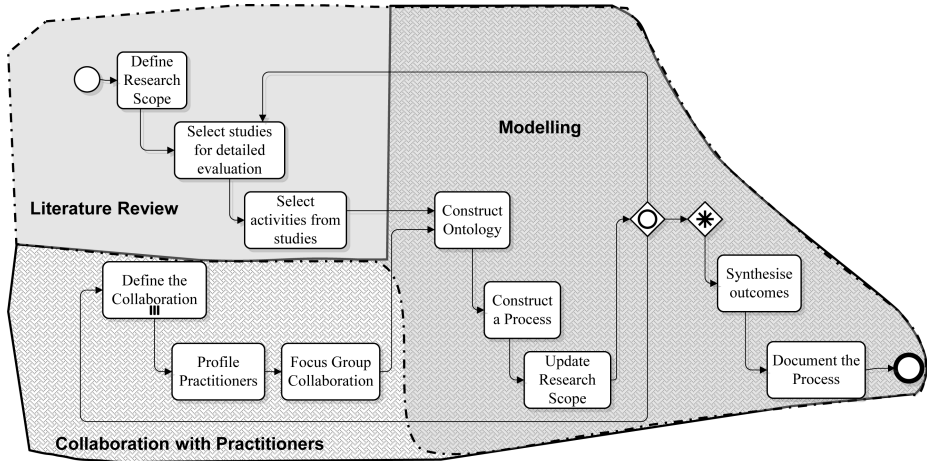 Define
Research
Scope
Select studies
for detailed
evaluation
Modelling
Literature Review
Select
activities from
studies
Construct
Ontology
Define the
Collaboration
Synthesise
outcomes
Construct
a Process
Profile
Practitioners
Focus Group
Collaboration
Update
Research
Scope
Document the
Process
Collaboration with Practitioners